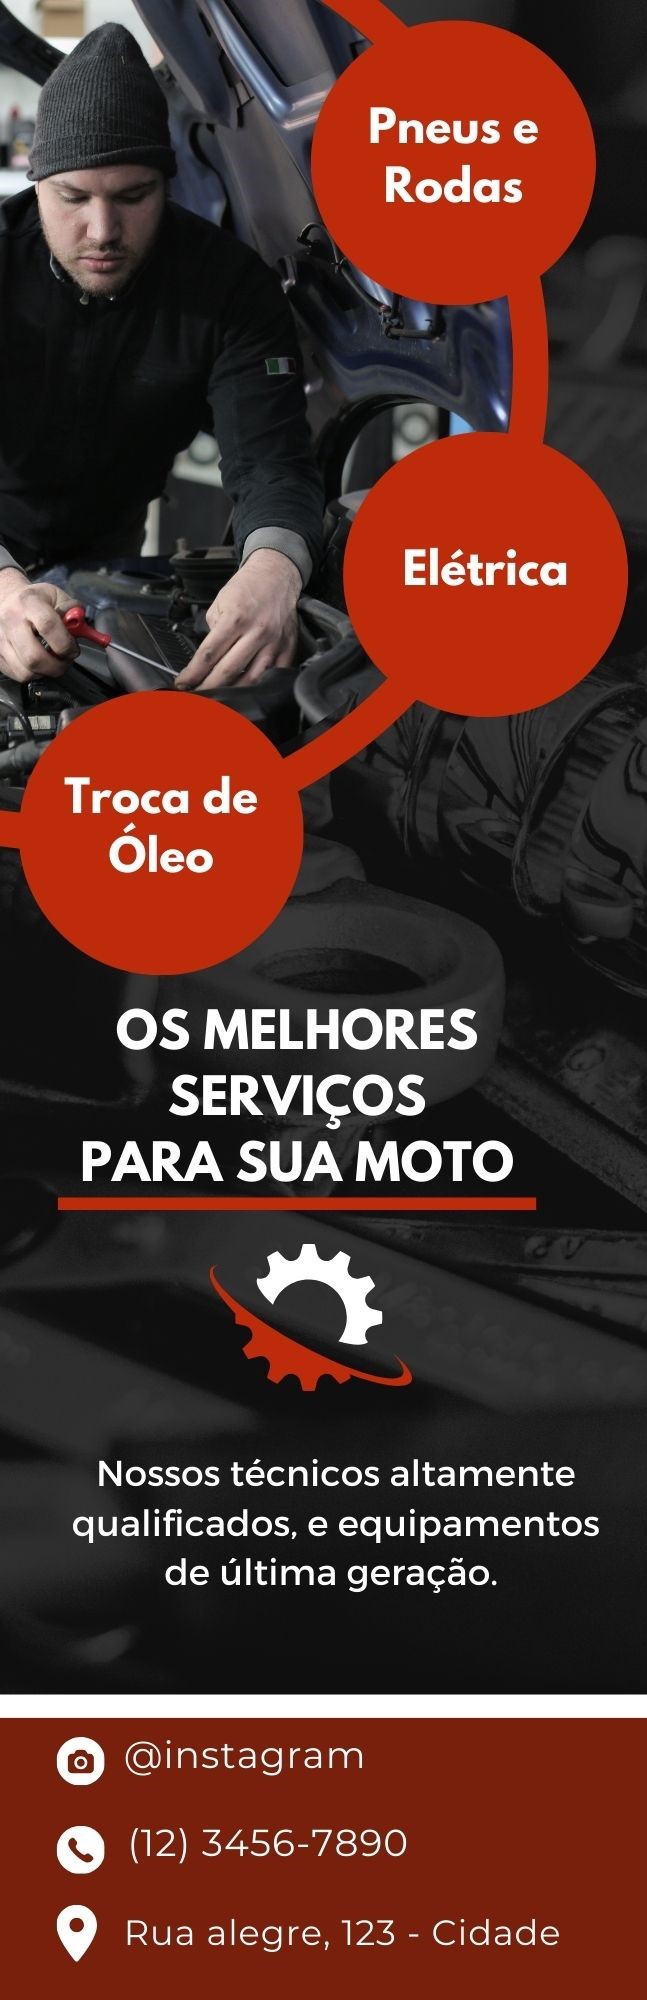 Pneus e
Rodas
Elétrica
Troca de
Óleo
OS MELHORES
SERVIÇOS
PARA SUA MOTO
Nossos técnicos altamente
qualificados, e equipamentos
de última geração.
@instagram
(12) 3456-7890
Rua alegre, 123 - Cidade